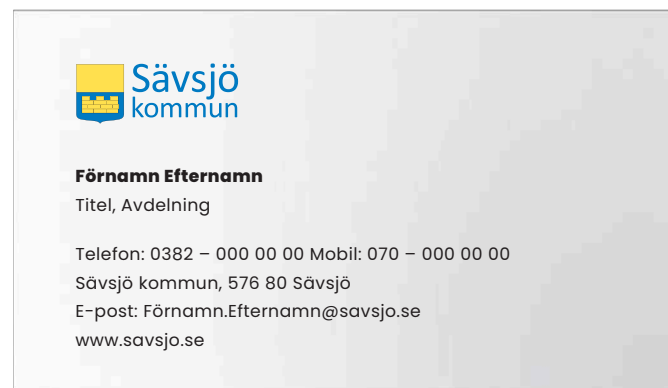 Sävsjö
kommun
Förnamn Efternamn
Titel, Avdelning
Telefon: 0382 – 000 00 00 Mobil: 070 – 000 00 00
Sävsjö kommun, 576 80 Sävsjö
E-post: Förnamn.Efternamn@savsjo.se
www.savsjo.se